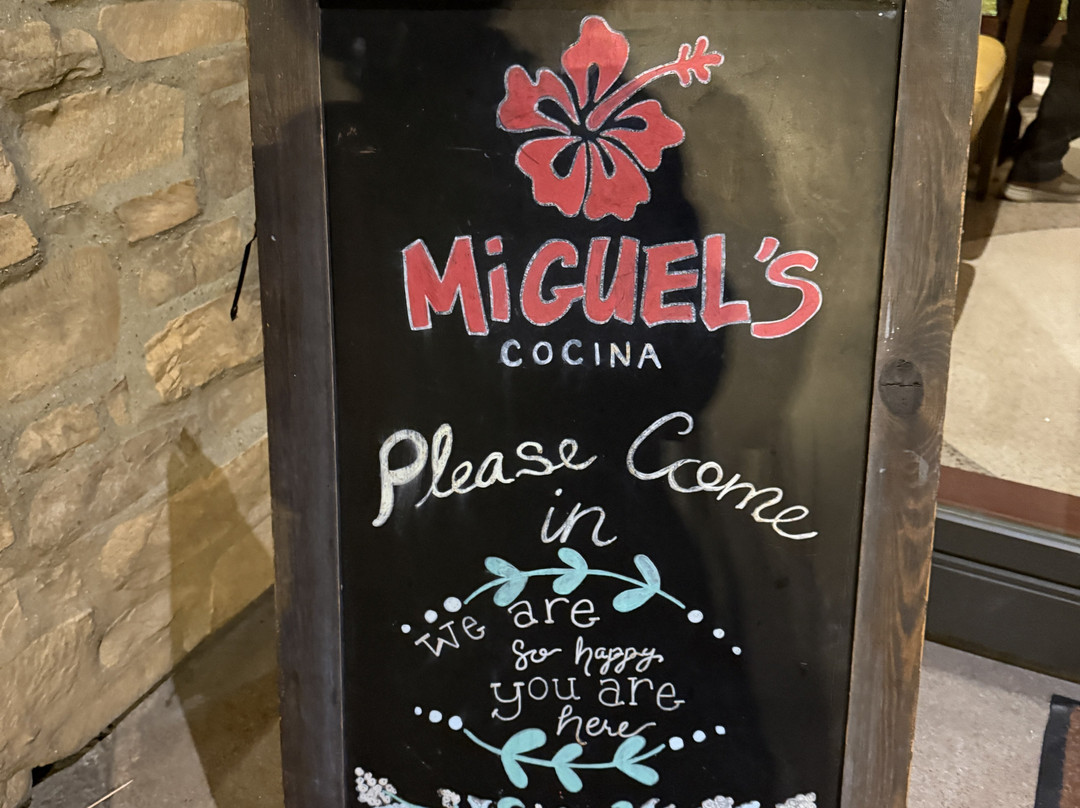 MiGUEL'S
COCINA
Please Come
in
we are
so happy
you are
here